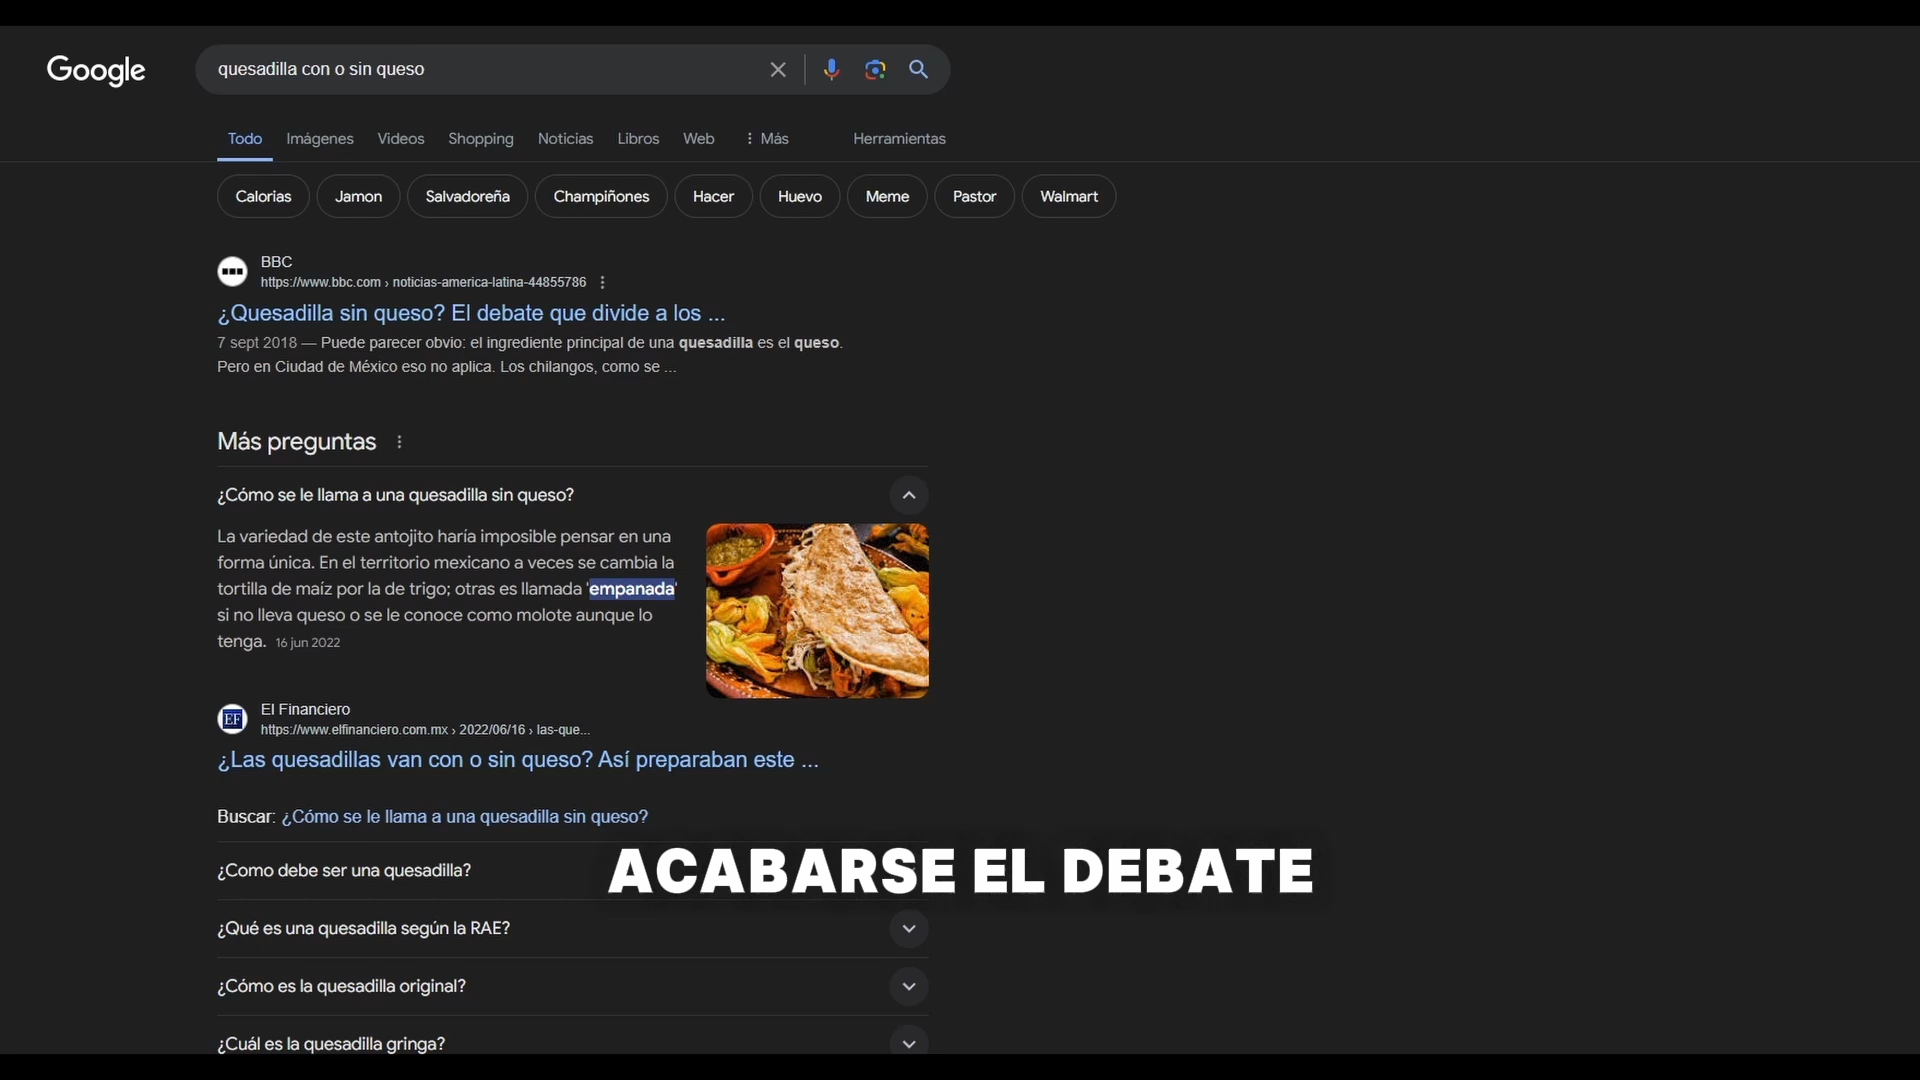 Google
quesadilla con o sin queso
Todo Imágenes Videos Shopping Noticias Libros Web Más Herramientas
Calorias Jamon Salvadoreña Champiñones Hacer Huevo Meme Pastor Walmart
BBC
https://www.bbc.com › noticias-america-latina-44855786
¿Quesadilla sin queso? El debate que divide a los ...
7 sept 2018 — Puede parecer obvio: el ingrediente principal de una quesadilla es el queso.
Pero en Ciudad de México eso no aplica. Los chilangos, como se ...
Más preguntas
¿Cómo se le llama a una quesadilla sin queso?
La variedad de este antojito haría imposible pensar en una
forma única. En el territorio mexicano a veces se cambia la
tortilla de maíz por la de trigo; otras es llamada 'empanada'
si no lleva queso o se le conoce como molote aunque lo
tenga. 16 jun 2022
EF
El Financiero
https://www.elfinanciero.com.mx › 2022/06/16 › las-que...
¿Las quesadillas van con o sin queso? Así preparaban este ...
Buscar: ¿Cómo se le llama a una quesadilla sin queso?
¿Como debe ser una quesadilla?
ACABARSE EL DEBATE
¿Qué es una quesadilla según la RAE?
¿Cómo es la quesadilla original?
¿Cuál es la quesadilla gringa?